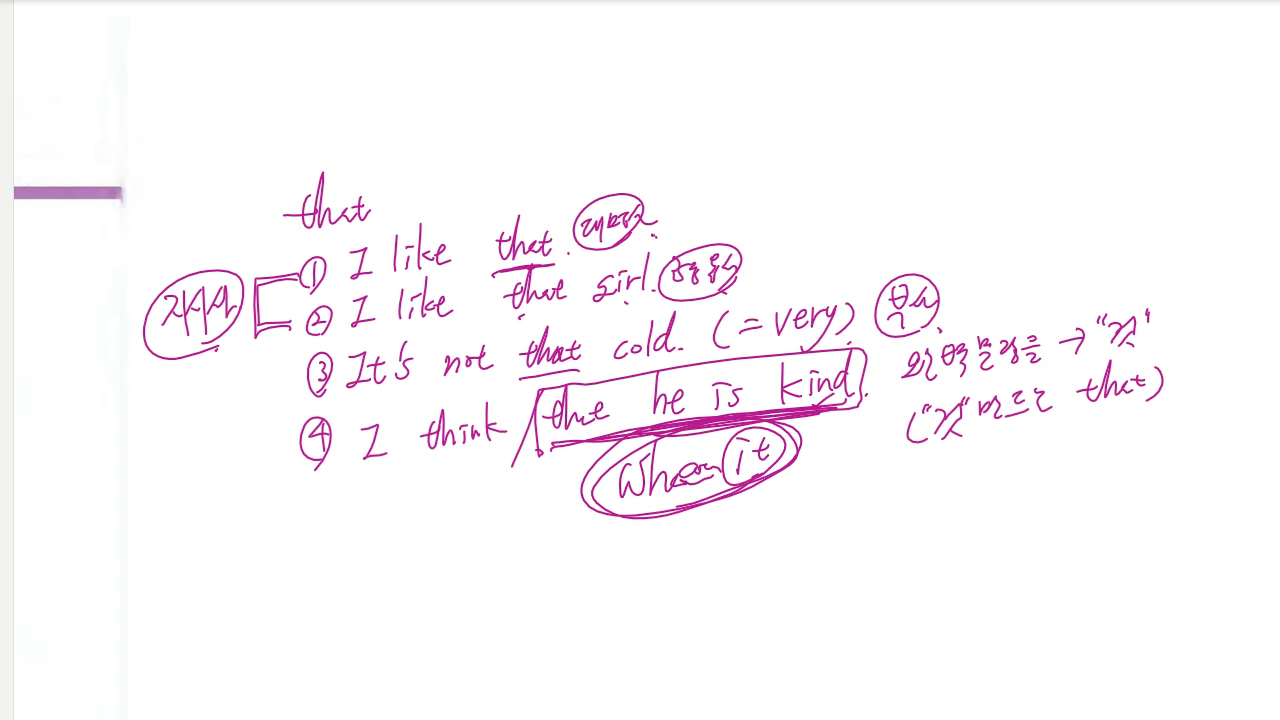 that
① I like that. 대명사
② I like that girl. 형용사
지시사
③ It's not that cold. (= very) 부사
④ I think / that he is kind.
완벽문장을 → "것"
("것" 만드는 that)
When it